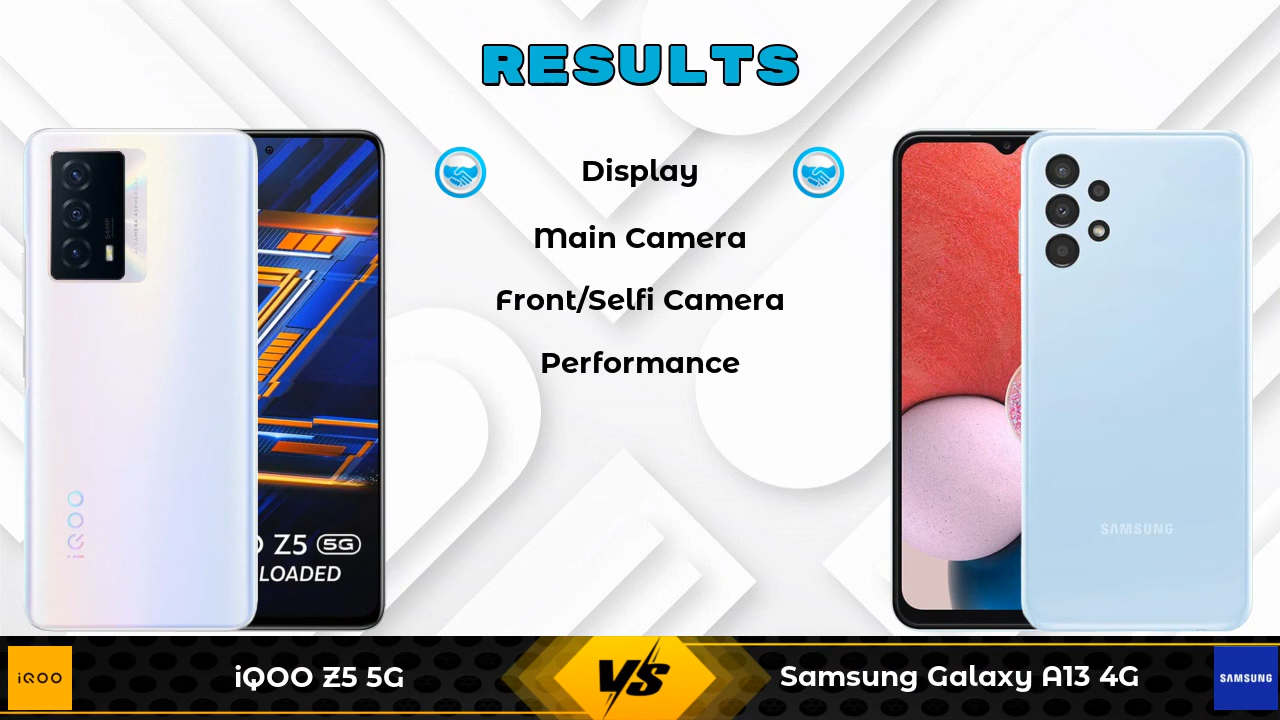 RESULTS
Display
Main Camera
Front/Selfi Camera
Performance
iQOO
Z5 5G
LOADED
SAMSUNG
iQOO
iQOO Z5 5G
VS
Samsung Galaxy A13 4G
SAMSUNG